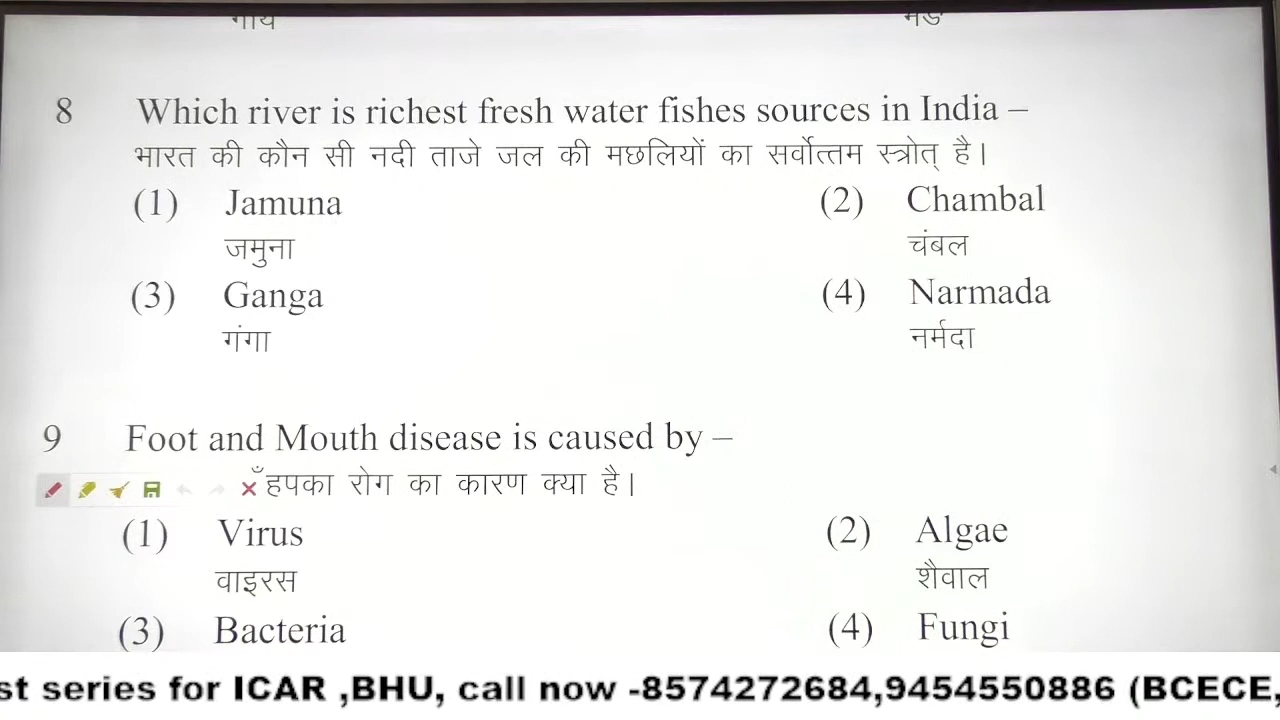 गाय भेड़
8 Which river is richest fresh water fishes sources in India –
भारत की कौन सी नदी ताजे जल की मछलियों का सर्वोत्तम स्त्रोत् है।
(1) Jamuna (2) Chambal
जमुना चंबल
(3) Ganga (4) Narmada
गंगा नर्मदा
9 Foot and Mouth disease is caused by –
रोग का कारण क्या है।
(1) Virus (2) Algae
वाइरस शैवाल
(3) Bacteria (4) Fungi
st series for ICAR ,BHU, call now -8574272684,9454550886 (BCECE,